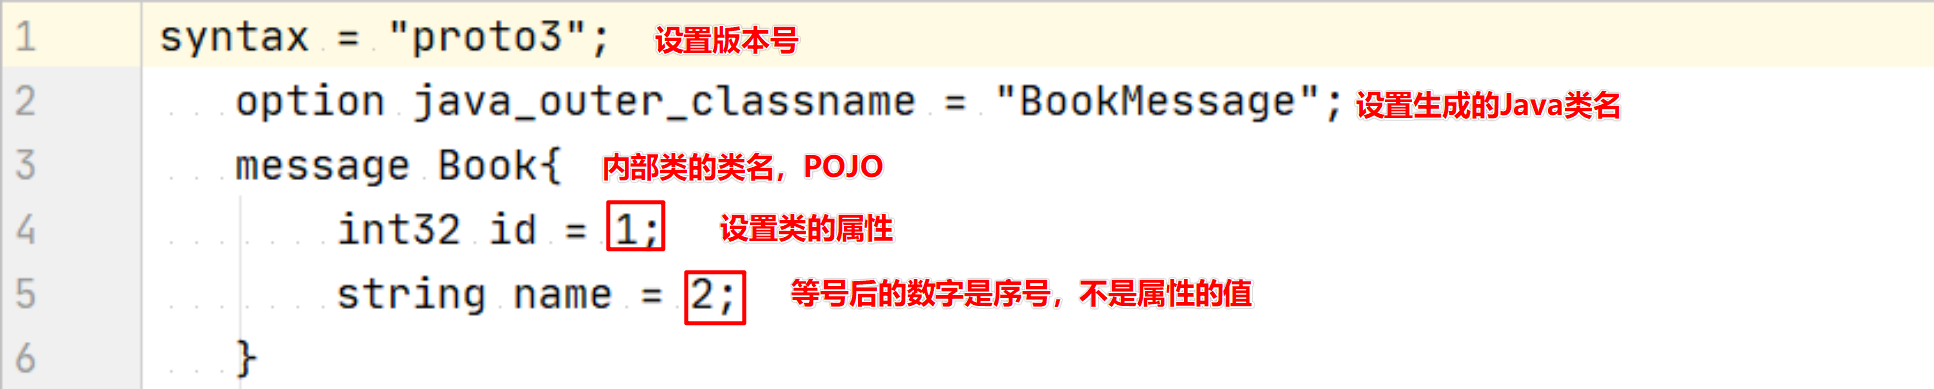 1 syntax = "proto3"; 设置版本号
2 option java_outer_classname = "BookMessage"; 设置生成的Java类名
3 message Book{ 内部类的类名，POJO
4 int32 id = 1; 设置类的属性
5 string name = 2; 等号后的数字是序号，不是属性的值
6 }